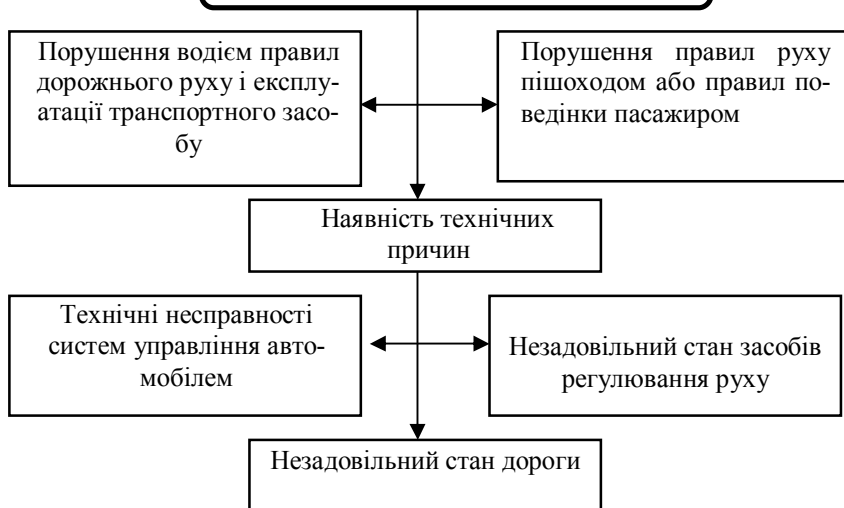 Порушення водієм правил
дорожнього руху і експлу-
атації транспортного засо-
бу
Порушення правил руху
пішоходом або правил по-
ведінки пасажиром
Наявність технічних
причин
Технічні несправності
систем управління авто-
мобілем
Незадовільний стан засобів
регулювання руху
Незадовільний стан дороги